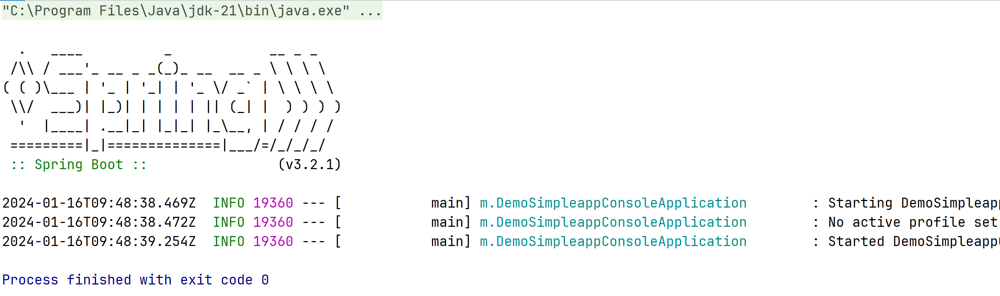 "C:\Program Files\Java\jdk-21\bin\java.exe" ...

  .   ____          _            __ _ _
 /\\ / ___'_ __ _ _(_)_ __  __ _ \ \ \ \
( ( )\___ | '_ | '_| | '_ \/ _` | \ \ \ \
 \\/  ___)| |_)| | | | | || (_| |  ) ) ) )
  '  |____| .__|_| |_|_| |_\__, | / / / /
 =========|_|==============|___/=/_/_/_/
 :: Spring Boot ::                (v3.2.1)

2024-01-16T09:48:38.469Z  INFO 19360 --- [           main] m.DemoSimpleappConsoleApplication        : Starting DemoSimpleapp
2024-01-16T09:48:38.472Z  INFO 19360 --- [           main] m.DemoSimpleappConsoleApplication        : No active profile set
2024-01-16T09:48:39.254Z  INFO 19360 --- [           main] m.DemoSimpleappConsoleApplication        : Started DemoSimpleapp

Process finished with exit code 0